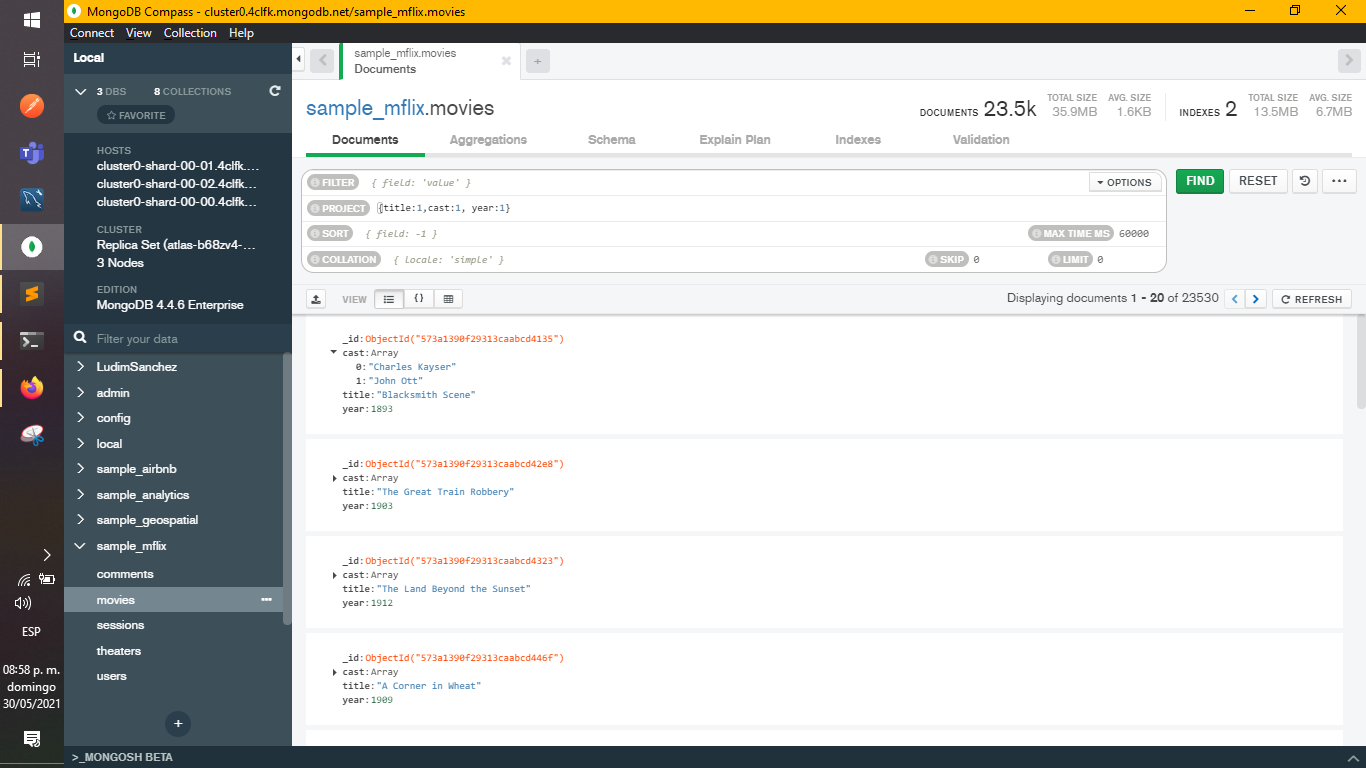 MongoDB Compass - cluster0.4clfk.mongodb.net/sample_mflix.movies
Connect View Collection Help
Local
3 DBS 8 COLLECTIONS
☆ FAVORITE
HOSTS
cluster0-shard-00-01.4clfk....
cluster0-shard-00-02.4clfk...
cluster0-shard-00-00.4clfk...
CLUSTER
Replica Set (atlas-b68zv4-...
3 Nodes
EDITION
MongoDB 4.4.6 Enterprise
Filter your data
LudimSanchez
admin
config
local
sample_airbnb
sample_analytics
sample_geospatial
sample_mflix
comments
movies
sessions
theaters
users
+
sample_mflix.movies
Documents
+
sample_mflix.movies
DOCUMENTS 23.5k
TOTAL SIZE 35.9MB
AVG. SIZE 1.6KB
INDEXES 2
TOTAL SIZE 13.5MB
AVG. SIZE 6.7MB
Documents Aggregations Schema Explain Plan Indexes Validation
FILTER { field: 'value' } OPTIONS FIND RESET ...
PROJECT {title:1,cast:1, year:1}
SORT { field: -1 } MAX TIME MS 60000
COLLATION { locale: 'simple' } SKIP 0 LIMIT 0
VIEW {} Displaying documents 1 - 20 of 23530 < > REFRESH
_id:ObjectId("573a1390f29313caabcd4135")
cast:Array
0:"Charles Kayser"
1:"John Ott"
title:"Blacksmith Scene"
year:1893
_id:ObjectId("573a1390f29313caabcd42e8")
cast:Array
title:"The Great Train Robbery"
year:1903
_id:ObjectId("573a1390f29313caabcd4323")
cast:Array
title:"The Land Beyond the Sunset"
year:1912
_id:ObjectId("573a1390f29313caabcd446f")
cast:Array
title:"A Corner in Wheat"
year:1909
>_MONGOSH BETA
ESP
08:58 p. m.
domingo
30/05/2021